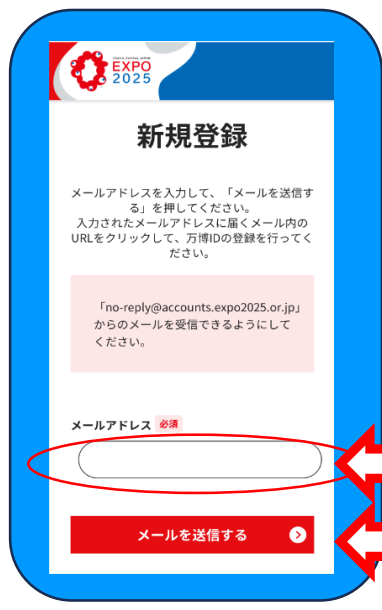 EXPO
2025
新規登録
メールアドレスを入力して、「メールを送信す
る」を押してください。
入力されたメールアドレスに届くメール内の
URLをクリックして、万博IDの登録を行ってく
ださい。
「no-reply@accounts.expo2025.or.jp」
からのメールを受信できるようにして
ください。
メールアドレス 必須
メールを送信する